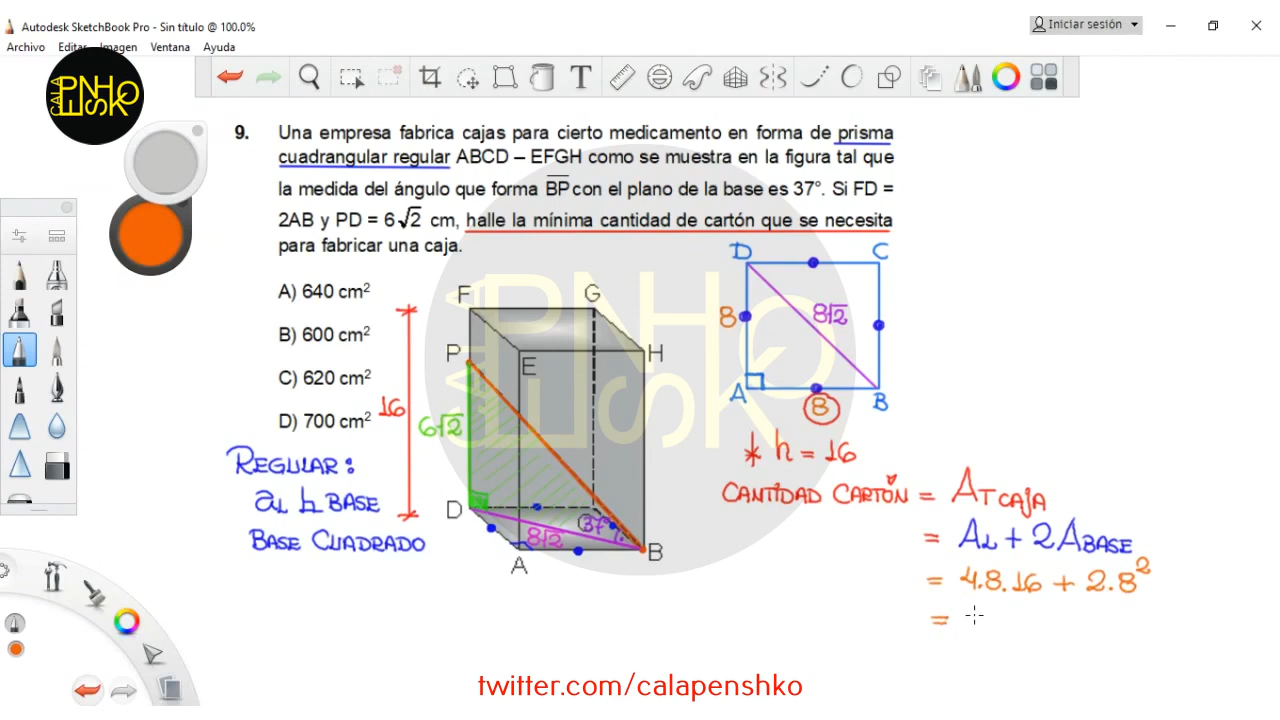 Autodesk SketchBook Pro - Sin título @ 100.0%
Iniciar sesión
Archivo Editar Imagen Ventana Ayuda
CALA PENHO ESK
T
9. Una empresa fabrica cajas para cierto medicamento en forma de prisma
cuadrangular regular ABCD – EFGH como se muestra en la figura tal que
la medida del ángulo que forma BP con el plano de la base es 37°. Si FD =
2AB y PD = 6√2 cm, halle la mínima cantidad de cartón que se necesita
para fabricar una caja.
A) 640 cm²
B) 600 cm²
C) 620 cm²
D) 700 cm²
F G
P E H
16
6√2
D 37°
8√2 B
A
D C
8 8√2
A B
8
REGULAR:
aL ⊥ BASE
BASE CUADRADO
* h = 16
CANTIDAD CARTÓN = AT CAJA
= AL + 2ABASE
= 4.8.16 + 2.8²
=
twitter.com/calapenshko